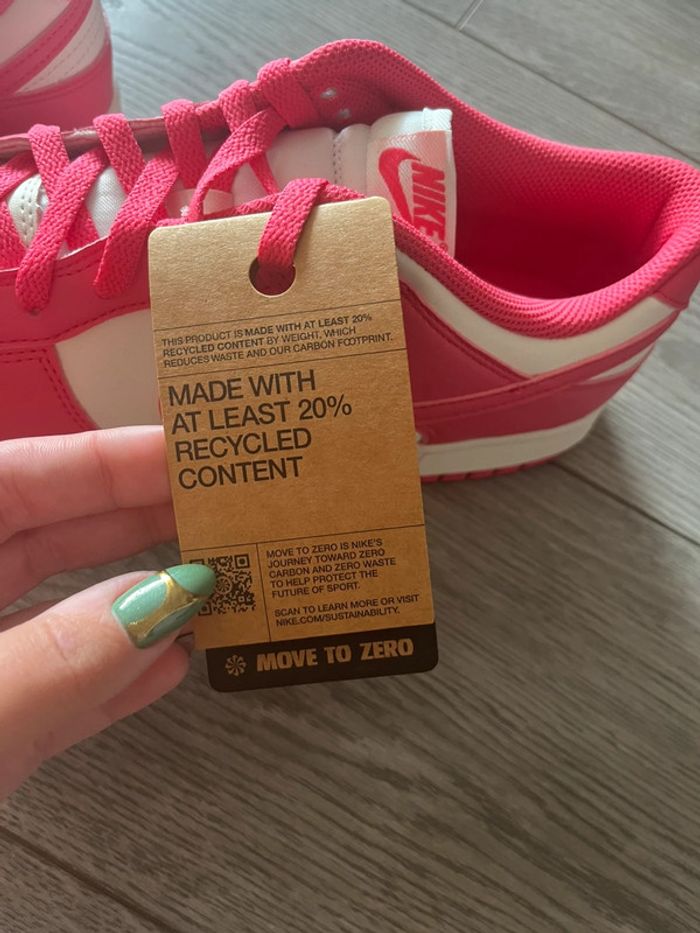 NIKE
THIS PRODUCT IS MADE WITH AT LEAST 20%
RECYCLED CONTENT BY WEIGHT, WHICH
REDUCES WASTE AND OUR CARBON FOOTPRINT.
MADE WITH
AT LEAST 20%
RECYCLED
CONTENT
MOVE TO ZERO IS NIKE'S
JOURNEY TOWARD ZERO
CARBON AND ZERO WASTE
TO HELP PROTECT THE
FUTURE OF SPORT.
SCAN TO LEARN MORE OR VISIT
NIKE.COM/SUSTAINABILITY.
MOVE TO ZERO